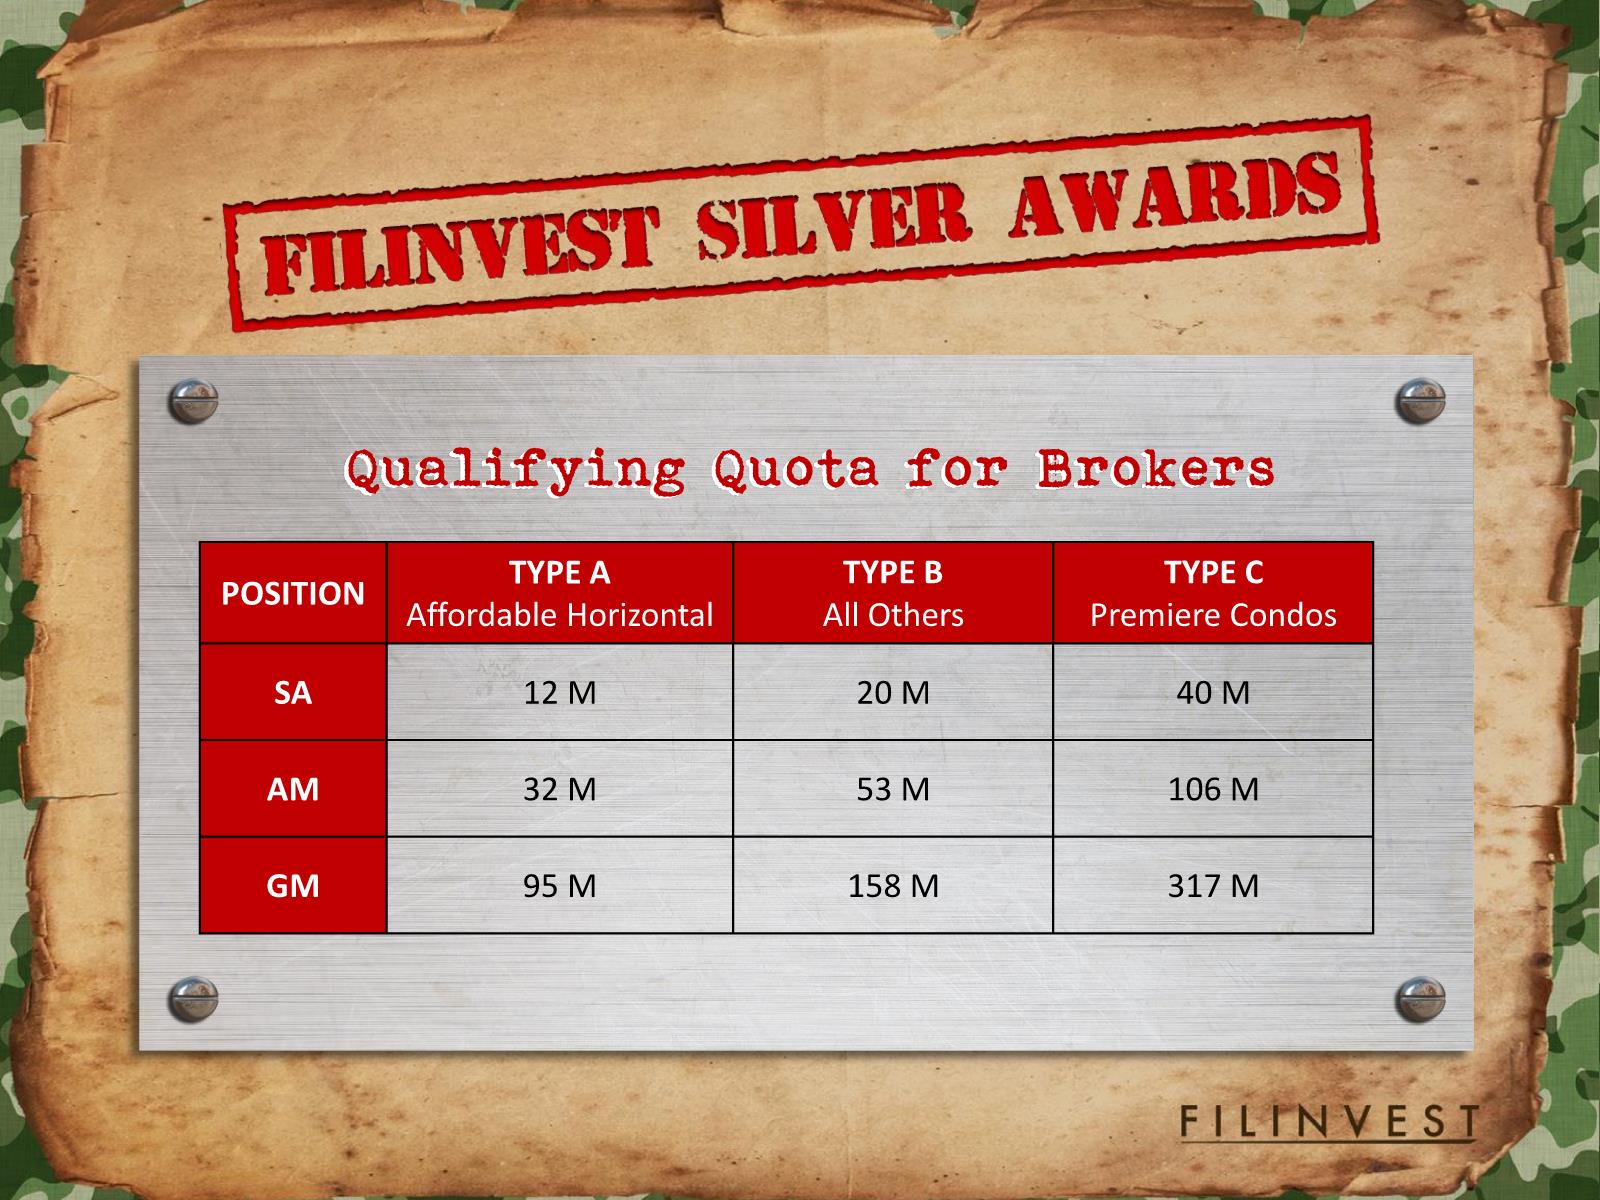 FILINVEST SILVER AWARDS
Qualifying Quota for Brokers
POSITION TYPE A Affordable Horizontal TYPE B All Others TYPE C Premiere Condos
SA 12 M 20 M 40 M
AM 32 M 53 M 106 M
GM 95 M 158 M 317 M
FILINVEST